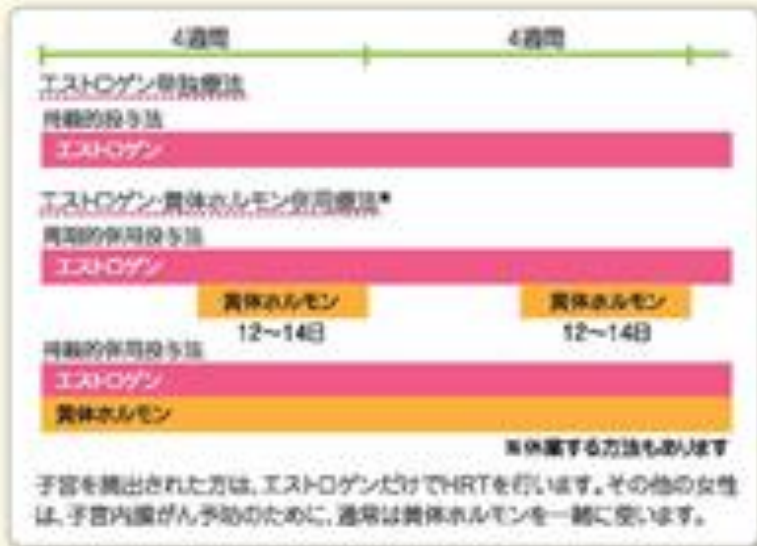 4週間 4週間
エストロゲン単独療法
持続的投与法
エストロゲン
エストロゲン・黄体ホルモン併用療法*
周期的併用投与法
エストロゲン
黄体ホルモン 黄体ホルモン
12～14日 12～14日
持続的併用投与法
エストロゲン
黄体ホルモン
※休薬する方法もあります
子宮を摘出された方は、エストロゲンだけでHRTを行います。その他の女性
は、子宮内膜がん予防のために、通常は黄体ホルモンを一緒に使います。